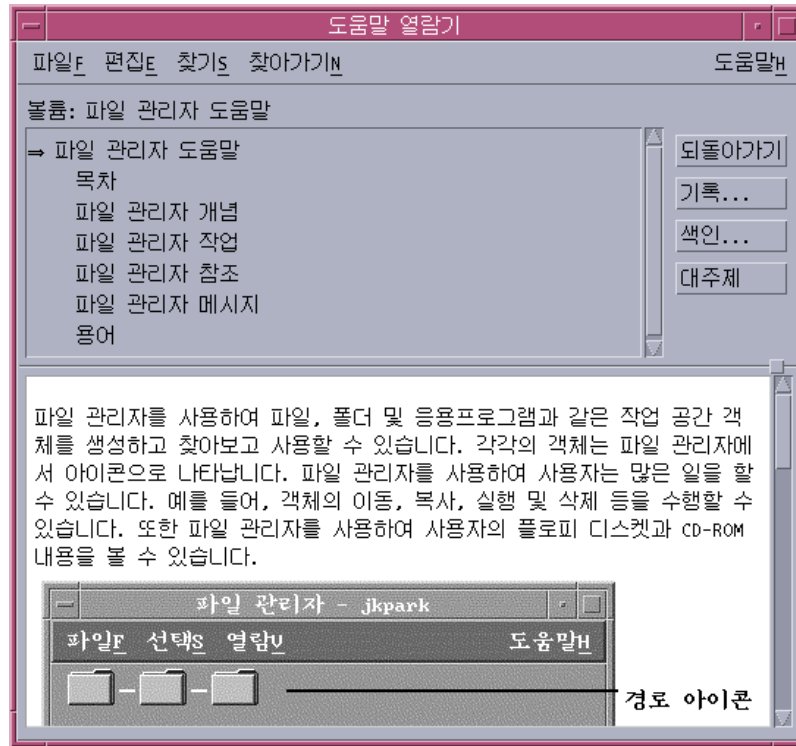 도움말 열람기
파일F 편집E 찾기S 찾아가기N 도움말H
볼륨: 파일 관리자 도움말
⇒ 파일 관리자 도움말
목차
파일 관리자 개념
파일 관리자 작업
파일 관리자 참조
파일 관리자 메시지
용어
되돌아가기
기록...
색인...
대주제
파일 관리자를 사용하여 파일, 폴더 및 응용프로그램과 같은 작업 공간 객
체를 생성하고 찾아보고 사용할 수 있습니다. 각각의 객체는 파일 관리자에
서 아이콘으로 나타납니다. 파일 관리자를 사용하여 사용자는 많은 일을 할
수 있습니다. 예를 들어, 객체의 이동, 복사, 실행 및 삭제 등을 수행할 수
있습니다. 또한 파일 관리자를 사용하여 사용자의 플로피 디스켓과 CD-ROM
내용을 볼 수 있습니다.
파일 관리자 - jkpark
파일F 선택S 열람V 도움말H
경로 아이콘